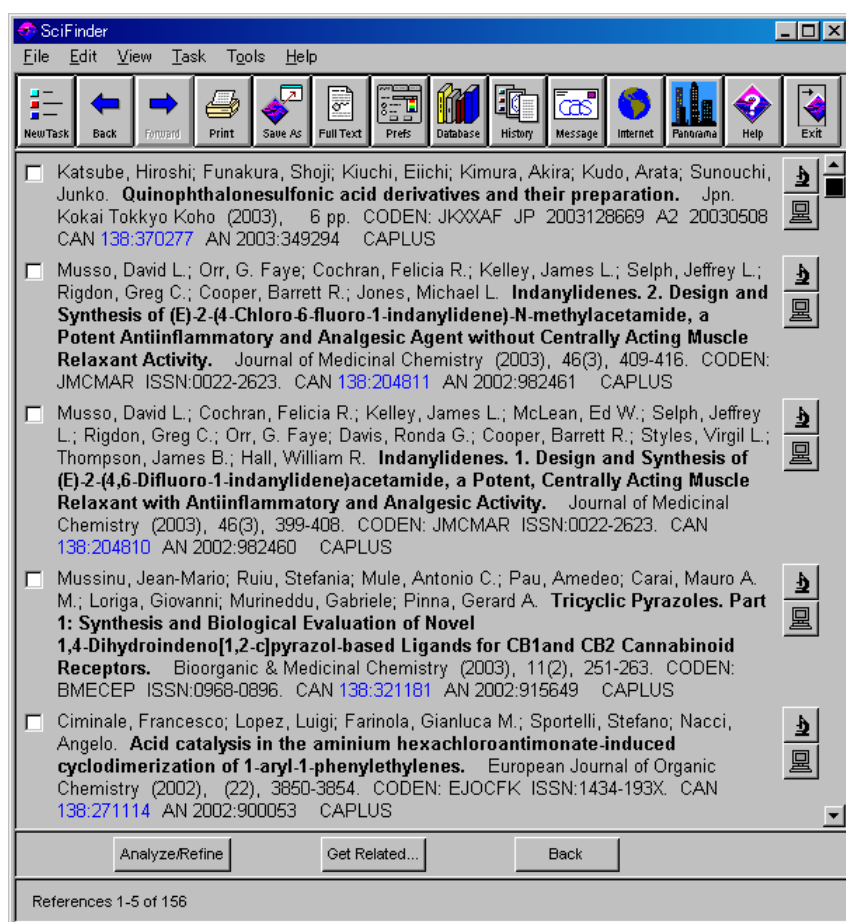 SciFinder
File Edit View Task Tools Help
New Task Back Forward Print Save As Full Text Prefs Database History Message Internet Panorama Help Exit
cas
Katsube, Hiroshi; Funakura, Shoji; Kiuchi, Eiichi; Kimura, Akira; Kudo, Arata; Sunouchi,
Junko. Quinophthalonesulfonic acid derivatives and their preparation. Jpn.
Kokai Tokkyo Koho (2003), 6 pp. CODEN: JKXXAF JP 2003128669 A2 20030508
CAN 138:370277 AN 2003:349294 CAPLUS
Musso, David L.; Orr, G. Faye; Cochran, Felicia R.; Kelley, James L.; Selph, Jeffrey L.;
Rigdon, Greg C.; Cooper, Barrett R.; Jones, Michael L. Indanylidenes. 2. Design and
Synthesis of (E)-2-(4-Chloro-6-fluoro-1-indanylidene)-N-methylacetamide, a
Potent Antiinflammatory and Analgesic Agent without Centrally Acting Muscle
Relaxant Activity. Journal of Medicinal Chemistry (2003), 46(3), 409-416. CODEN:
JMCMAR ISSN:0022-2623. CAN 138:204811 AN 2002:982461 CAPLUS
Musso, David L.; Cochran, Felicia R.; Kelley, James L.; McLean, Ed W.; Selph, Jeffrey
L.; Rigdon, Greg C.; Orr, G. Faye; Davis, Ronda G.; Cooper, Barrett R.; Styles, Virgil L.;
Thompson, James B.; Hall, William R. Indanylidenes. 1. Design and Synthesis of
(E)-2-(4,6-Difluoro-1-indanylidene)acetamide, a Potent, Centrally Acting Muscle
Relaxant with Antiinflammatory and Analgesic Activity. Journal of Medicinal
Chemistry (2003), 46(3), 399-408. CODEN: JMCMAR ISSN:0022-2623. CAN
138:204810 AN 2002:982460 CAPLUS
Mussinu, Jean-Mario; Ruiu, Stefania; Mule, Antonio C.; Pau, Amedeo; Carai, Mauro A.
M.; Loriga, Giovanni; Murineddu, Gabriele; Pinna, Gerard A. Tricyclic Pyrazoles. Part
1: Synthesis and Biological Evaluation of Novel
1,4-Dihydroindeno[1,2-c]pyrazol-based Ligands for CB1and CB2 Cannabinoid
Receptors. Bioorganic & Medicinal Chemistry (2003), 11(2), 251-263. CODEN:
BMECEP ISSN:0968-0896. CAN 138:321181 AN 2002:915649 CAPLUS
Ciminale, Francesco; Lopez, Luigi; Farinola, Gianluca M.; Sportelli, Stefano; Nacci,
Angelo. Acid catalysis in the aminium hexachloroantimonate-induced
cyclodimerization of 1-aryl-1-phenylethylenes. European Journal of Organic
Chemistry (2002), (22), 3850-3854. CODEN: EJOCFK ISSN:1434-193X. CAN
138:271114 AN 2002:900053 CAPLUS
Analyze/Refine Get Related... Back
References 1-5 of 156